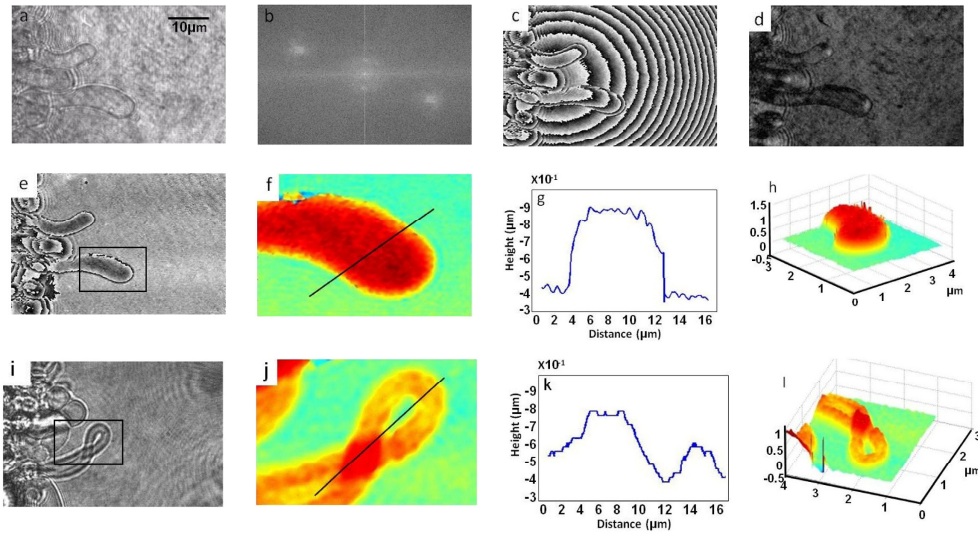 a
10µm
b
c
d
e
f
X10⁻¹
g
Height (µm)
-9
-8
-7
-6
-5
-4
-3
0 2 4 6 8 10 12 14 16
Distance (µm)
h
1.5
1
0.5
0
-0.5
3
2
1
0
1
2
3
4
µm
i
j
X10⁻¹
k
Height (µm)
-9
-8
-7
-6
-5
-4
-3
0 2 4 6 8 10 12 14 16
Distance (µm)
l
1
0.5
0
-0.5
4
3
2
1
0
1
2
3
µm